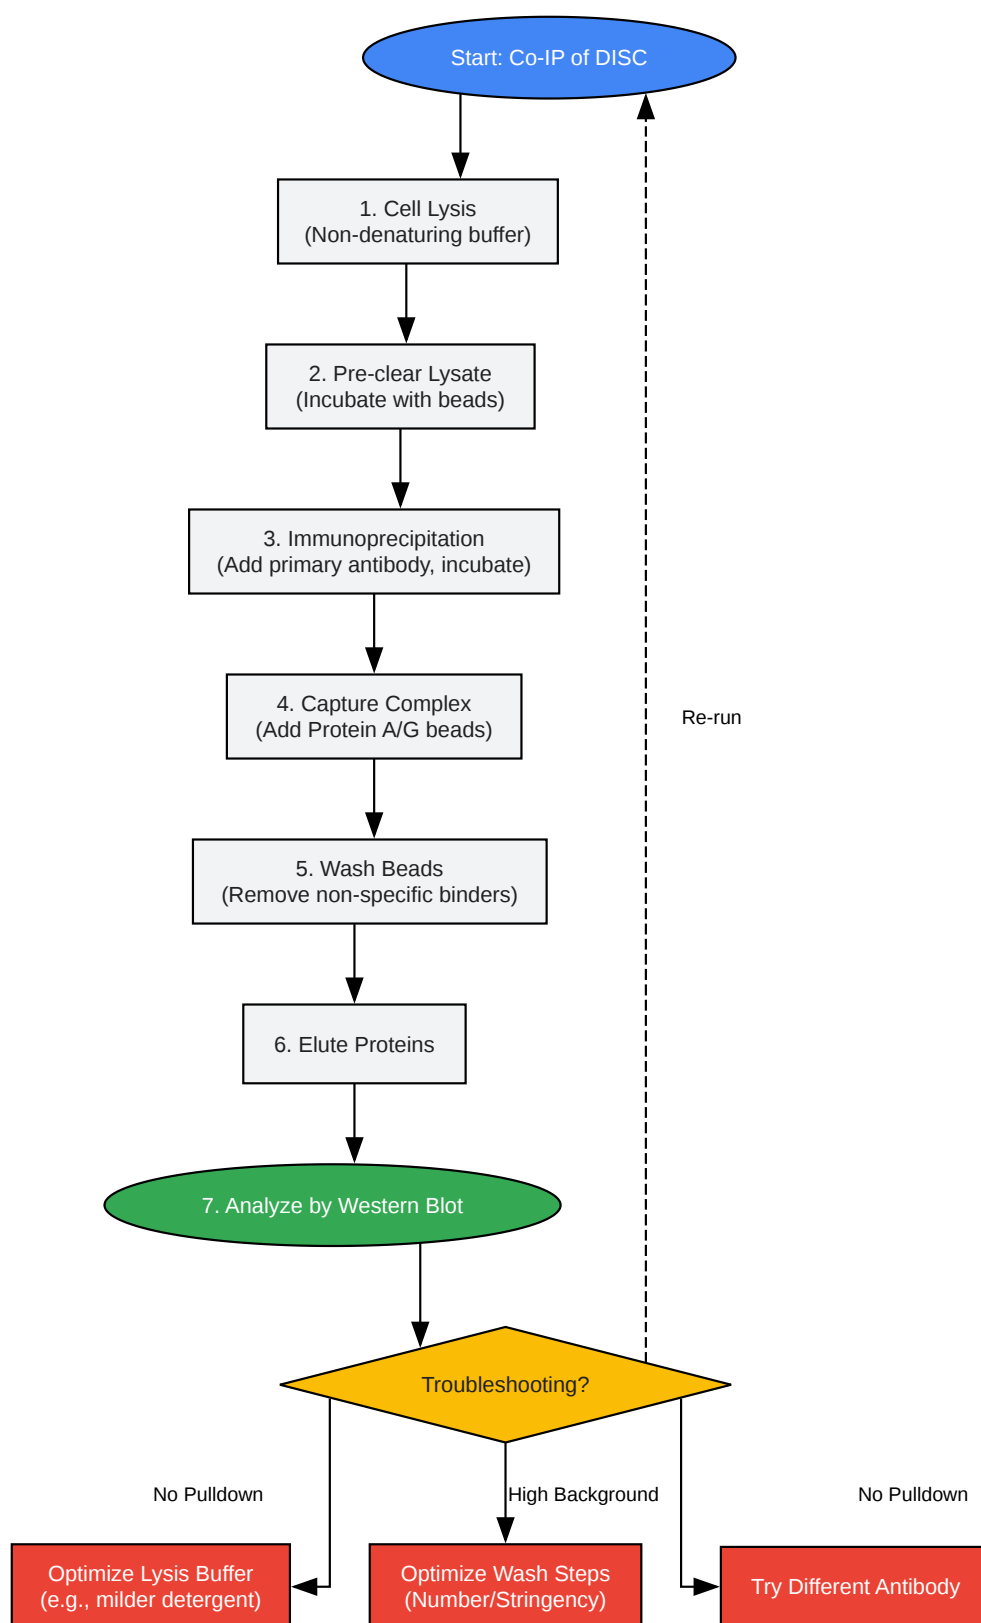 Start: Co-IP of DISC
1. Cell Lysis
(Non-denaturing buffer)
2. Pre-clear Lysate
(Incubate with beads)
3. Immunoprecipitation
(Add primary antibody, incubate)
4. Capture Complex
(Add Protein A/G beads)
Re-run
5. Wash Beads
(Remove non-specific binders)
6. Elute Proteins
7. Analyze by Western Blot
Troubleshooting?
No Pulldown
High Background
No Pulldown
Optimize Lysis Buffer
(e.g., milder detergent)
Optimize Wash Steps
(Number/Stringency)
Try Different Antibody